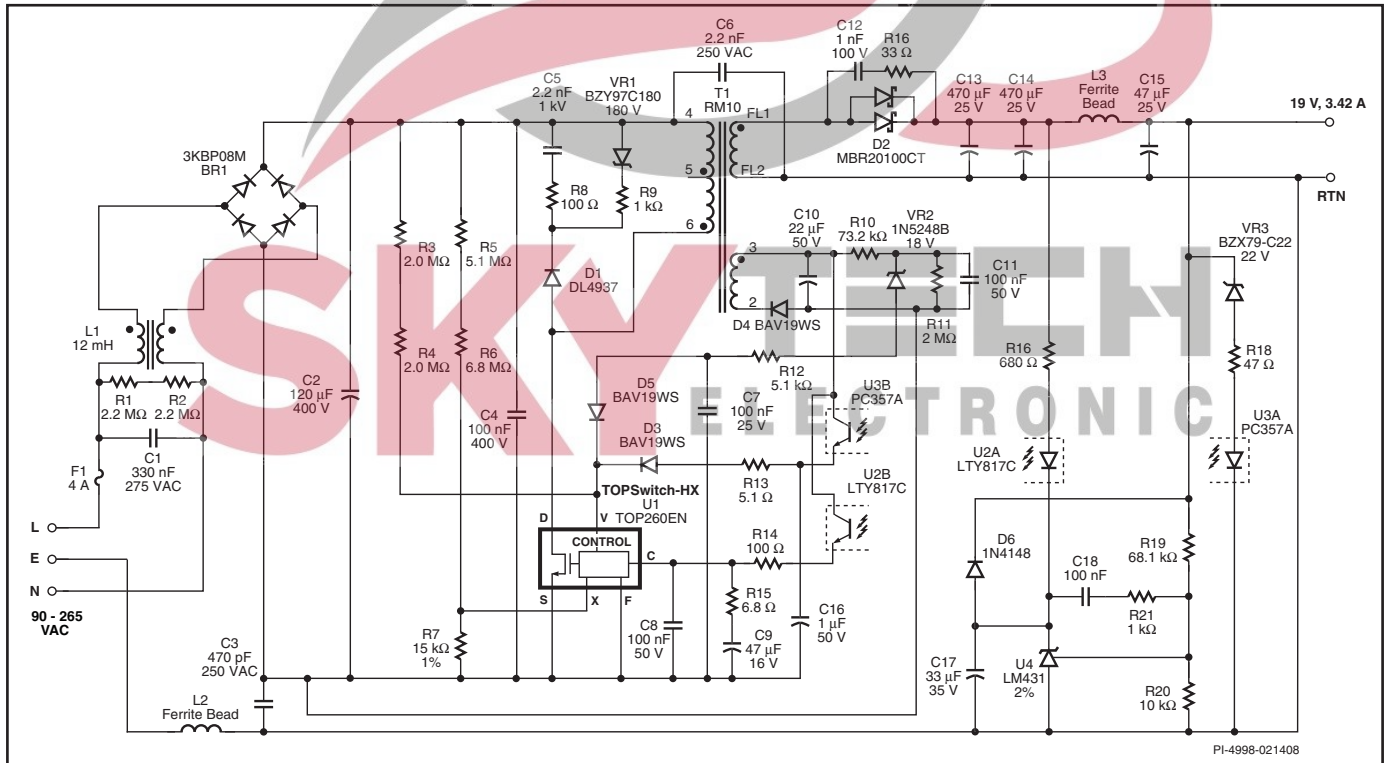 C6
2.2 nF
250 VAC
C12
1 nF
100 V
R16
33 Ω
C5
2.2 nF
1 kV
VR1
BZY97C180
180 V
T1
RM10
4
FL1
5
FL2
6
D2
MBR20100CT
C13
470 µF
25 V
C14
470 µF
25 V
L3
Ferrite
Bead
C15
47 µF
25 V
19 V, 3.42 A
RTN
3KBP08M
BR1
R8
100 Ω
R9
1 kΩ
R3
2.0 MΩ
R5
5.1 MΩ
D1
DL4937
3
2
C10
22 µF
50 V
R10
73.2 kΩ
VR2
1N5248B
18 V
C11
100 nF
50 V
D4 BAV19WS
R11
2 MΩ
VR3
BZX79-C22
22 V
SKYTECH
ELECTRONIC
L1
12 mH
R1
2.2 MΩ
R2
2.2 MΩ
C1
330 nF
275 VAC
F1
4 A
C2
120 µF
400 V
R4
2.0 MΩ
R6
6.8 MΩ
C4
100 nF
400 V
D5
BAV19WS
D3
BAV19WS
R12
5.1 kΩ
C7
100 nF
25 V
U3B
PC357A
R16
680 Ω
R18
47 Ω
U3A
PC357A
U2A
LTY817C
R13
5.1 Ω
U2B
LTY817C
TOPSwitch-HX
U1
TOP260EN
D
V
CONTROL
C
S
X
F
R14
100 Ω
R15
6.8 Ω
C8
100 nF
50 V
C9
47 µF
16 V
C16
1 µF
50 V
D6
1N4148
C18
100 nF
R19
68.1 kΩ
R21
1 kΩ
C17
33 µF
35 V
U4
LM431
2%
R20
10 kΩ
L
E
N
90 - 265
VAC
R7
15 kΩ
1%
C3
470 pF
250 VAC
L2
Ferrite Bead
PI-4998-021408